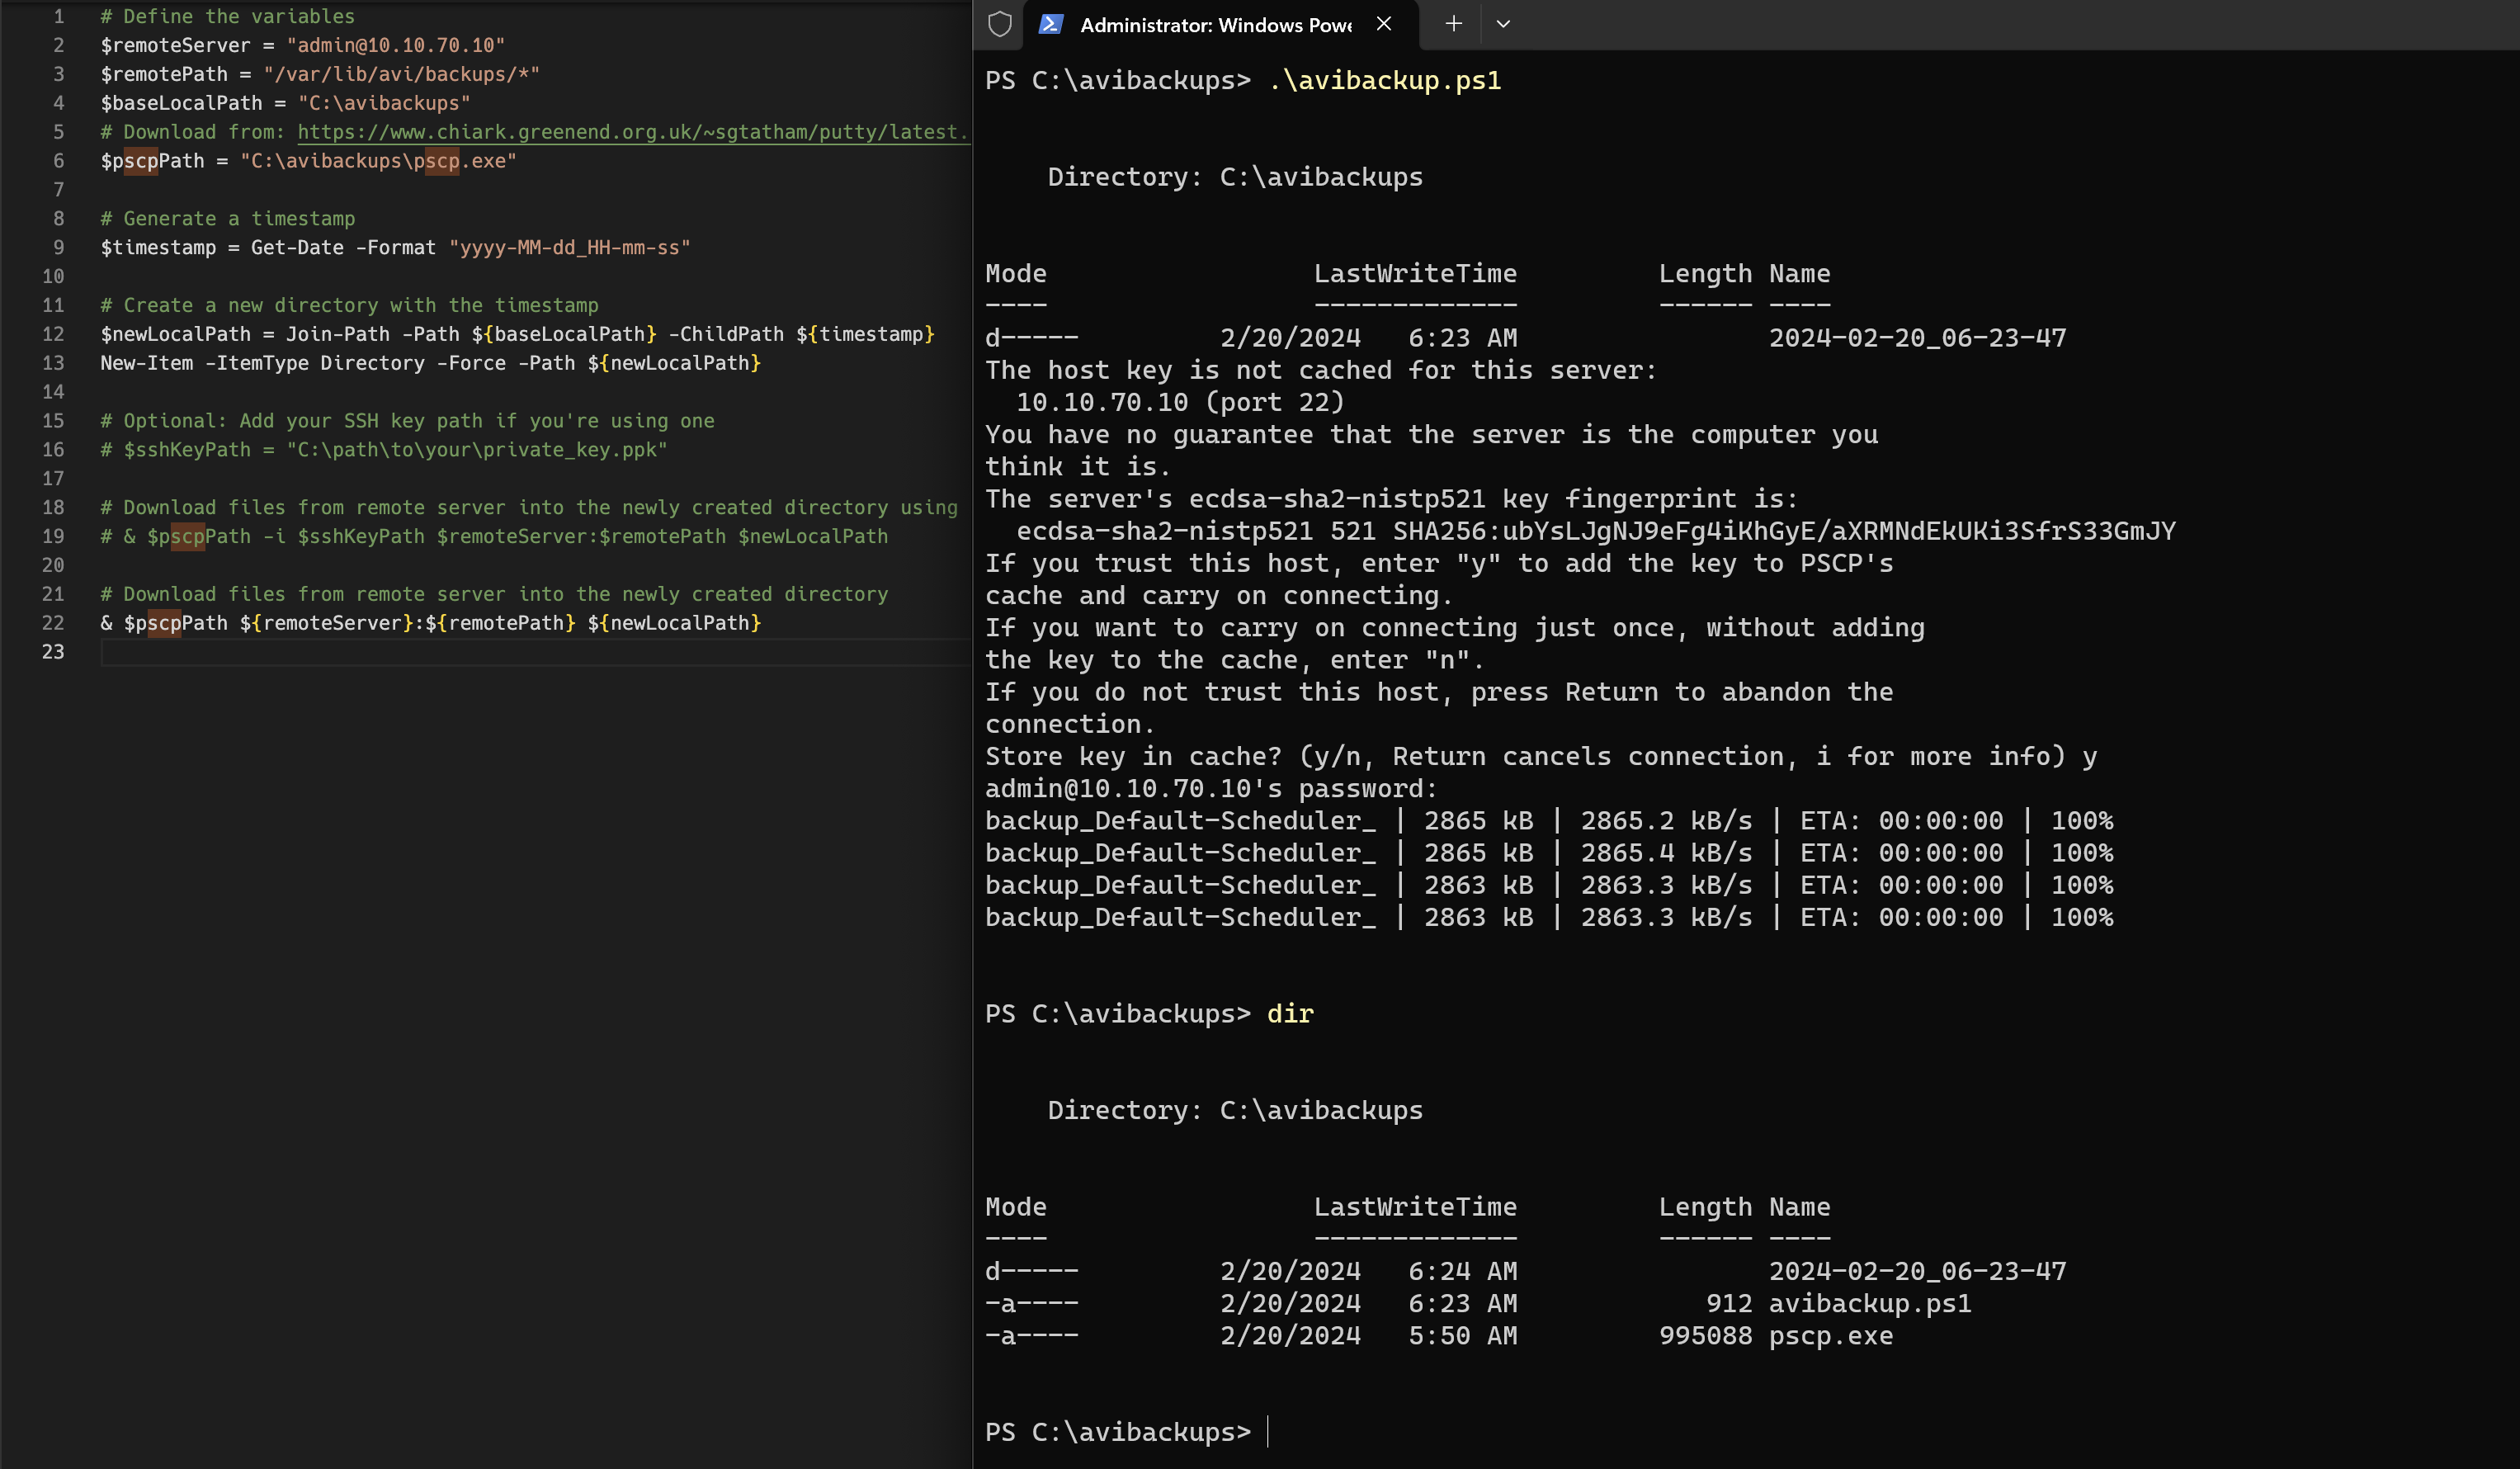 1 # Define the variables
2 $remoteServer = "admin@10.10.70.10"
3 $remotePath = "/var/lib/avi/backups/*"
4 $baseLocalPath = "C:\avibackups"
5 # Download from: https://www.chiark.greenend.org.uk/~sgtatham/putty/latest.
6 $pscpPath = "C:\avibackups\pscp.exe"
7
8 # Generate a timestamp
9 $timestamp = Get-Date -Format "yyyy-MM-dd_HH-mm-ss"
10
11 # Create a new directory with the timestamp
12 $newLocalPath = Join-Path -Path ${baseLocalPath} -ChildPath ${timestamp}
13 New-Item -ItemType Directory -Force -Path ${newLocalPath}
14
15 # Optional: Add your SSH key path if you're using one
16 # $sshKeyPath = "C:\path\to\your\private_key.ppk"
17
18 # Download files from remote server into the newly created directory using
19 # & $pscpPath -i $sshKeyPath $remoteServer:$remotePath $newLocalPath
20
21 # Download files from remote server into the newly created directory
22 & $pscpPath ${remoteServer}:${remotePath} ${newLocalPath}
23
Administrator: Windows Powe
PS C:\avibackups> .\avibackup.ps1
Directory: C:\avibackups
Mode LastWriteTime Length Name
---- ------------- ------ ----
d----- 2/20/2024 6:23 AM 2024-02-20_06-23-47
The host key is not cached for this server:
10.10.70.10 (port 22)
You have no guarantee that the server is the computer you
think it is.
The server's ecdsa-sha2-nistp521 key fingerprint is:
ecdsa-sha2-nistp521 521 SHA256:ubYsLJgNJ9eFg4iKhGyE/aXRMNdEkUKi3SfrS33GmJY
If you trust this host, enter "y" to add the key to PSCP's
cache and carry on connecting.
If you want to carry on connecting just once, without adding
the key to the cache, enter "n".
If you do not trust this host, press Return to abandon the
connection.
Store key in cache? (y/n, Return cancels connection, i for more info) y
admin@10.10.70.10's password:
backup_Default-Scheduler_ | 2865 kB | 2865.2 kB/s | ETA: 00:00:00 | 100%
backup_Default-Scheduler_ | 2865 kB | 2865.4 kB/s | ETA: 00:00:00 | 100%
backup_Default-Scheduler_ | 2863 kB | 2863.3 kB/s | ETA: 00:00:00 | 100%
backup_Default-Scheduler_ | 2863 kB | 2863.3 kB/s | ETA: 00:00:00 | 100%
PS C:\avibackups> dir
Directory: C:\avibackups
Mode LastWriteTime Length Name
---- ------------- ------ ----
d----- 2/20/2024 6:24 AM 2024-02-20_06-23-47
-a---- 2/20/2024 6:23 AM 912 avibackup.ps1
-a---- 2/20/2024 5:50 AM 995088 pscp.exe
PS C:\avibackups>